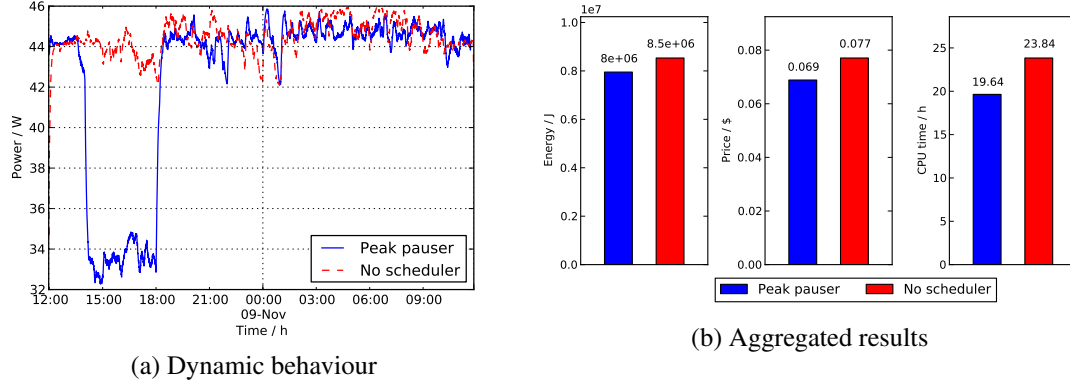 46
44
42
40
38
36
34
32
Power / W
12:00 15:00 18:00 21:00 00:00 03:00 06:00 09:00
09-Nov
Time / h
Peak pauser
No scheduler
(a) Dynamic behaviour
1e7
1.0
0.8
0.6
0.4
0.2
0.0
Energy / J
8e+06
8.5e+06
0.08
0.06
0.04
0.02
0.00
Price / $
0.069
0.077
25
20
15
10
5
0
CPU time / h
19.64
23.84
Peak pauser No scheduler
(b) Aggregated results